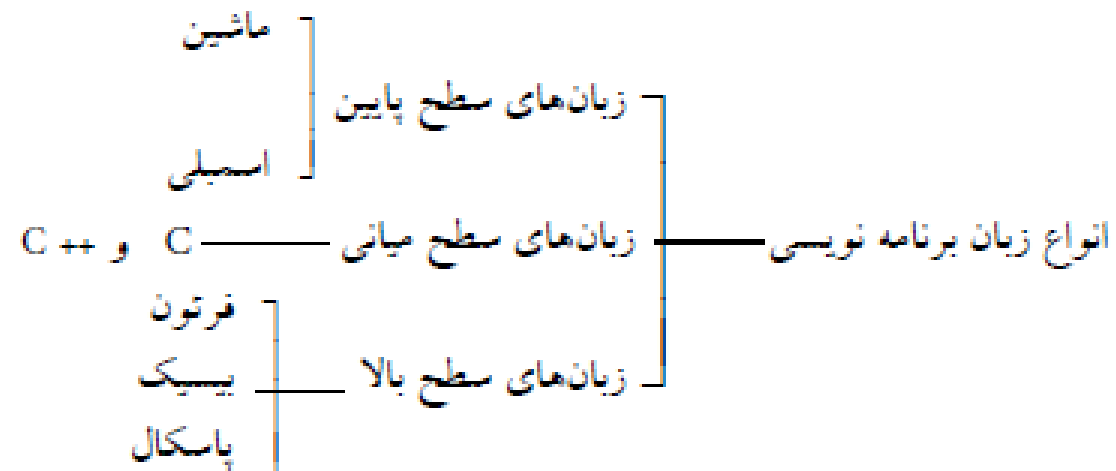 انواع زبان برنامه نویسی
زبان‌های سطح پایین
ماشین
اسمبلی
زبان‌های سطح میانی
C و C ++
زبان‌های سطح بالا
فرتون
بیسیک
پاسکال